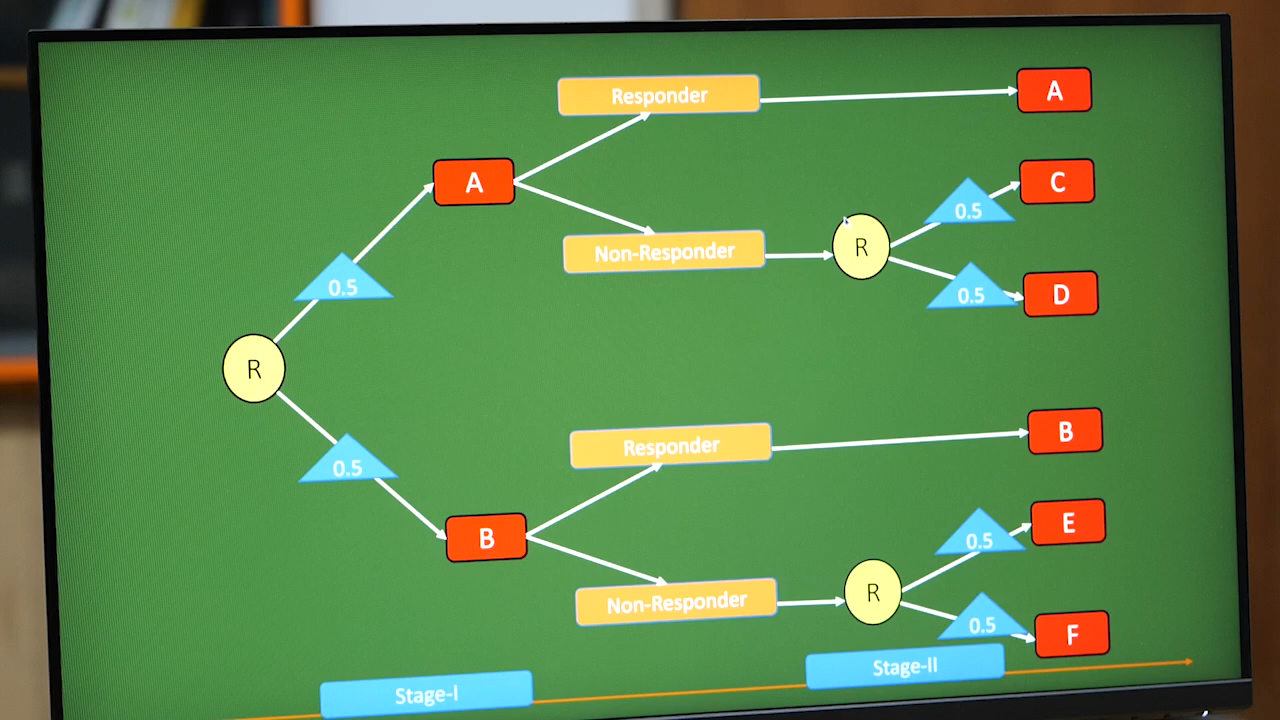 Responder
A
A
C
0.5
Non-Responder
R
0.5
0.5
D
R
Responder
B
0.5
B
E
0.5
Non-Responder
R
0.5
F
Stage-I
Stage-II